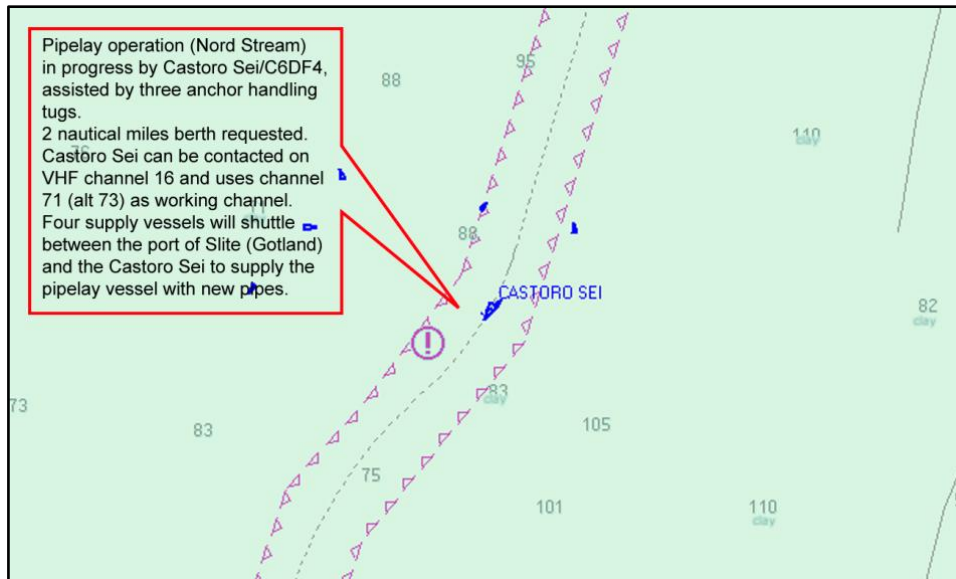 Pipelay operation (Nord Stream)
in progress by Castoro Sei/C6DF4,
assisted by three anchor handling
tugs.
2 nautical miles berth requested.
Castoro Sei can be contacted on
VHF channel 16 and uses channel
71 (alt 73) as working channel.
Four supply vessels will shuttle
between the port of Slite (Gotland)
and the Castoro Sei to supply the
pipelay vessel with new pipes.
95
88
110
clay
88
CASTORO SEI
82
clay
73
83
clay
83
105
75
101
110
clay